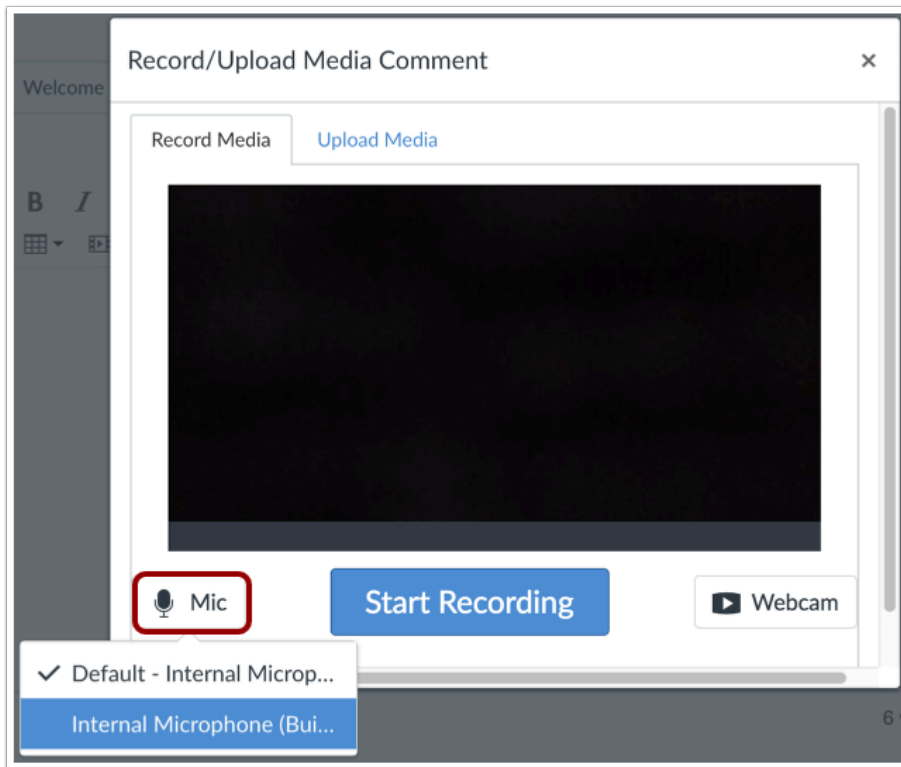 Record/Upload Media Comment ×
Welcome
Record Media Upload Media
B I
Mic Start Recording Webcam
✓ Default - Internal Microp...
Internal Microphone (Bui...
6